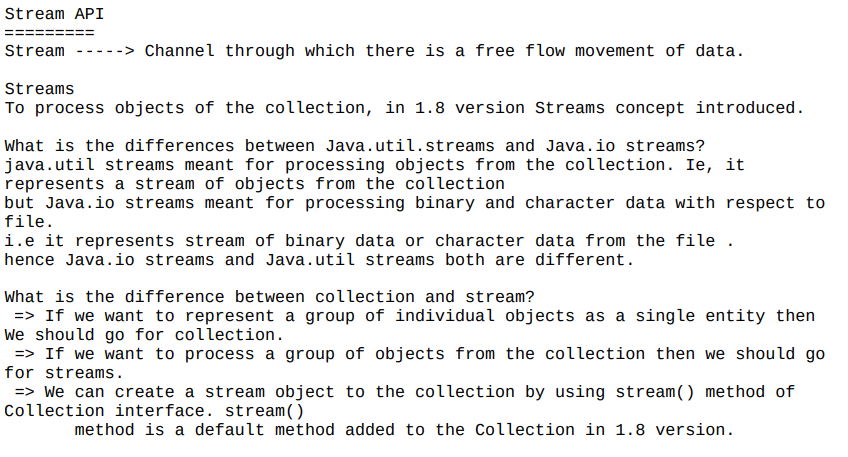 Stream API
=========
Stream -----> Channel through which there is a free flow movement of data.
Streams
To process objects of the collection, in 1.8 version Streams concept introduced.
What is the differences between Java.util.streams and Java.io streams?
java.util streams meant for processing objects from the collection. Ie, it
represents a stream of objects from the collection
but Java.io streams meant for processing binary and character data with respect to
file.
i.e it represents stream of binary data or character data from the file .
hence Java.io streams and Java.util streams both are different.
What is the difference between collection and stream?
=> If we want to represent a group of individual objects as a single entity then
We should go for collection.
=> If we want to process a group of objects from the collection then we should go
for streams.
=> We can create a stream object to the collection by using stream() method of
Collection interface. stream()
method is a default method added to the Collection in 1.8 version.